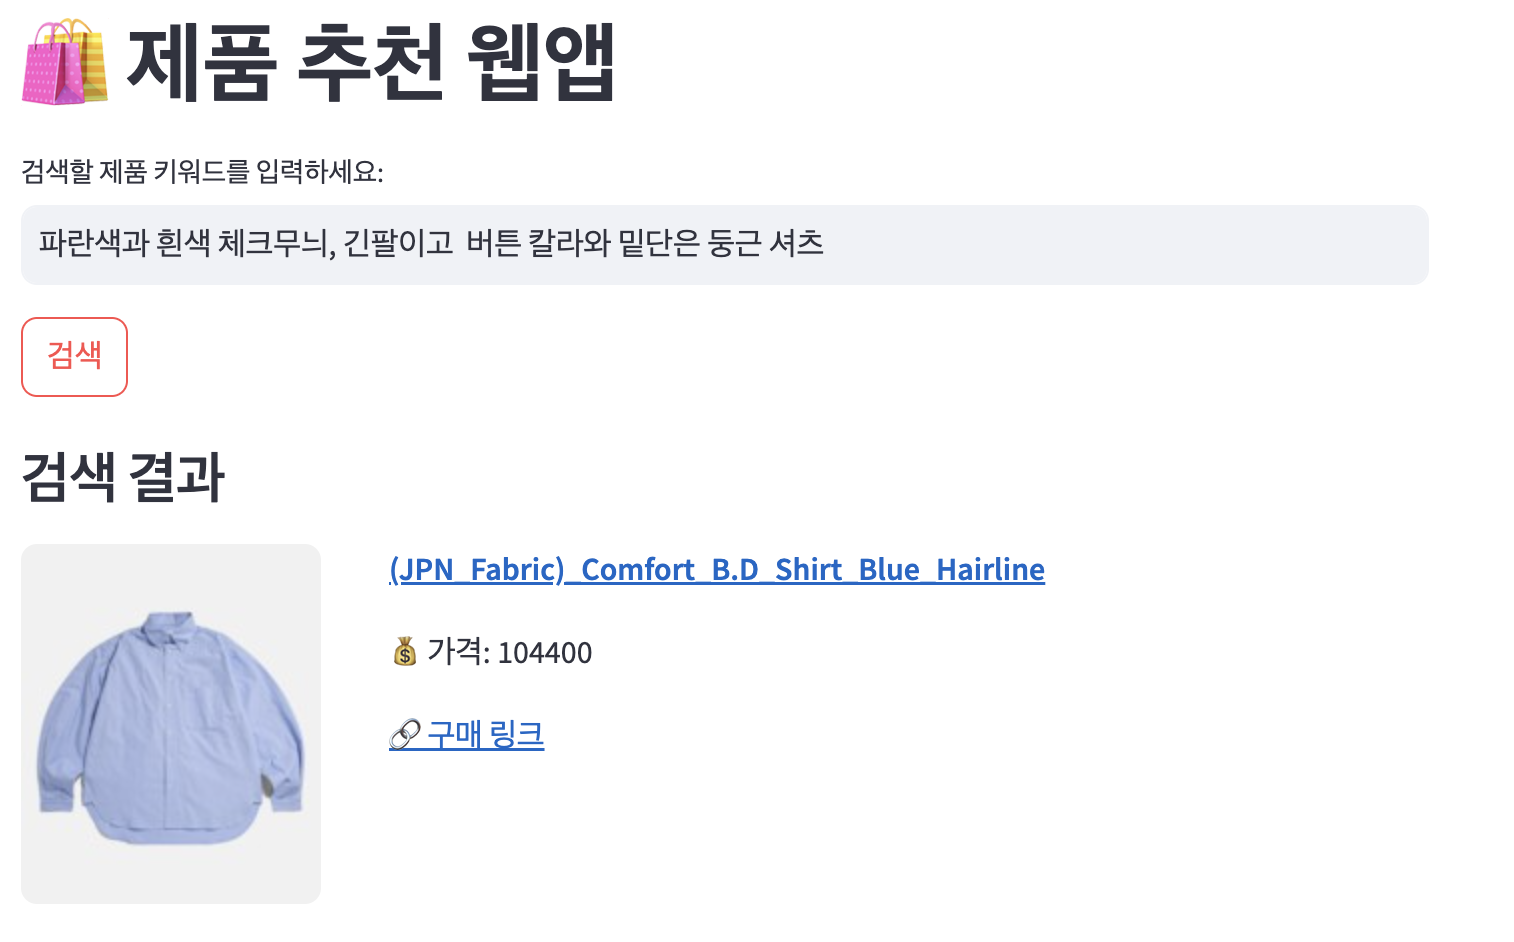 제품 추천 웹앱
검색할 제품 키워드를 입력하세요:
파란색과 흰색 체크무늬, 긴팔이고  버튼 칼라와 밑단은 둥근 셔츠
검색
검색 결과
(JPN_Fabric)_Comfort_B.D_Shirt_Blue_Hairline
💰 가격: 104400
🔗 구매 링크